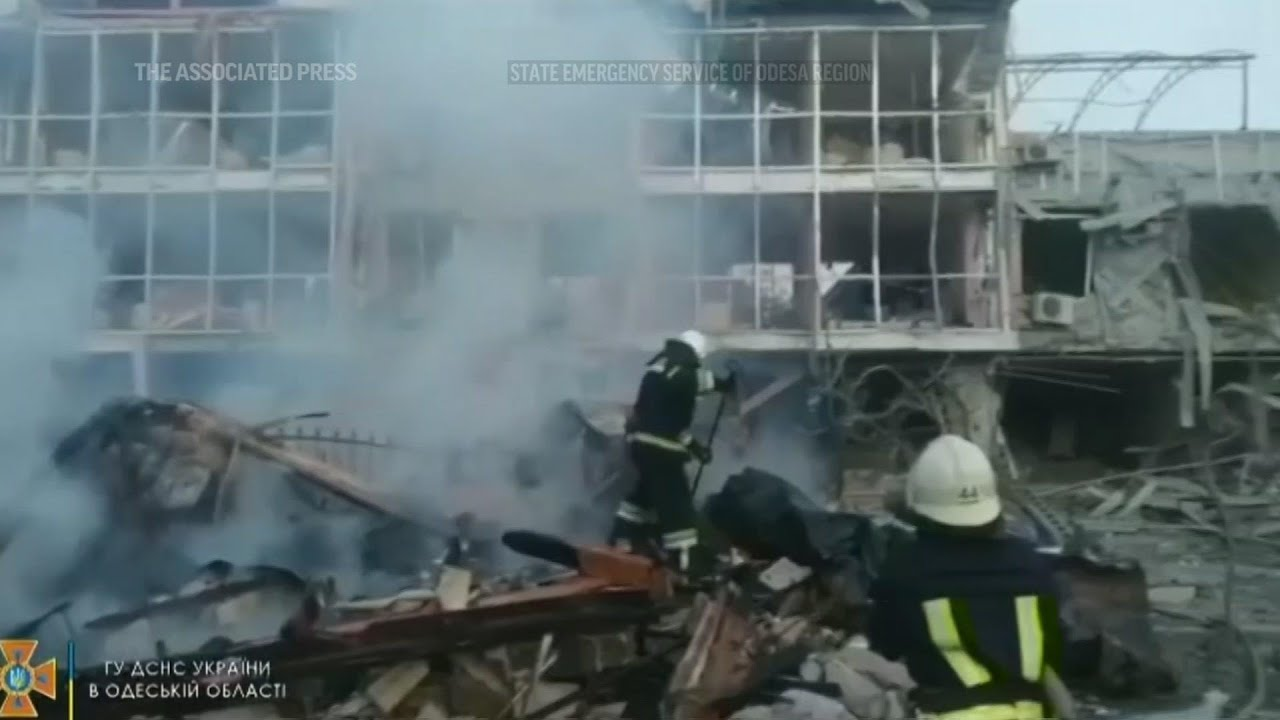 THE ASSOCIATED PRESS
STATE EMERGENCY SERVICE OF ODESA REGION
44
ГУ ДСНС УКРАЇНИ
В ОДЕСЬКІЙ ОБЛАСТІ